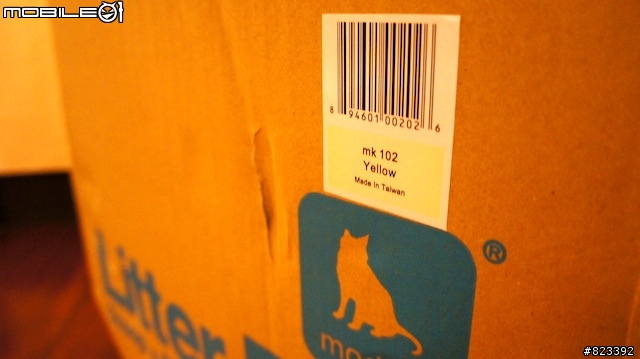 MOBILE01
8 94601 00202 6
mk 102
Yellow
Made In Taiwan
®
Litter
#823392